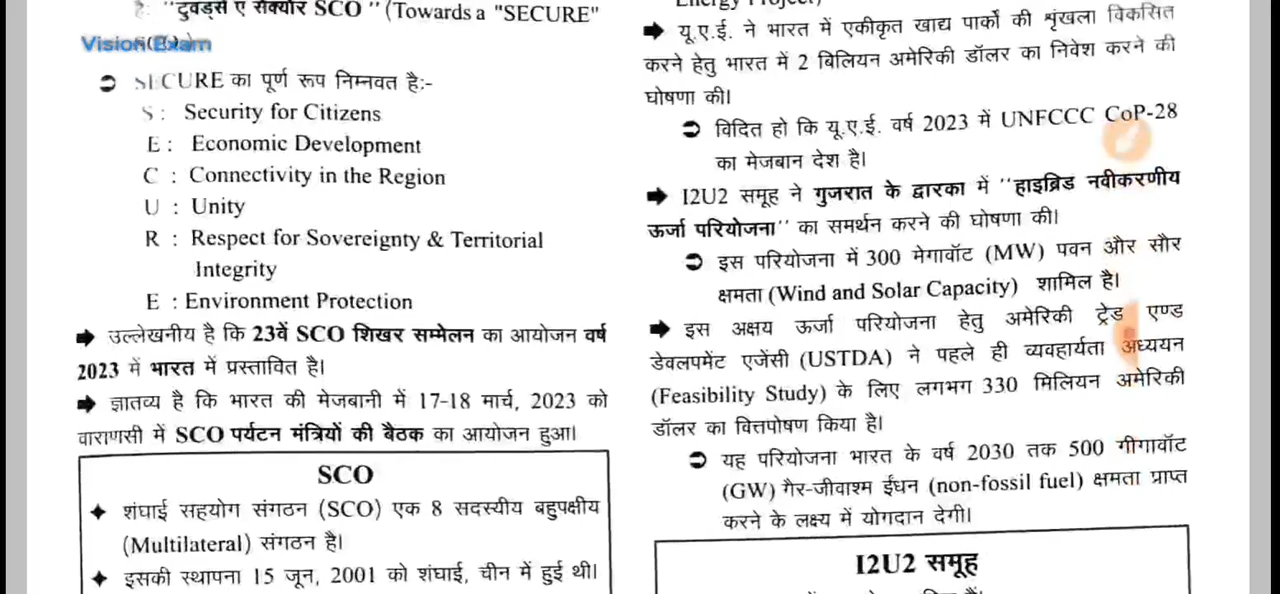 है: "टुवर्ड्स ए सेक्योर SCO" (Towards a "SECURE"
Vision Exam
➲ SECURE का पूर्ण रूप निम्नवत है:-
S : Security for Citizens
E : Economic Development
C : Connectivity in the Region
U : Unity
R : Respect for Sovereignty & Territorial
Integrity
E : Environment Protection
➡ उल्लेखनीय है कि 23वें SCO शिखर सम्मेलन का आयोजन वर्ष
2023 में भारत में प्रस्तावित है।
➡ ज्ञातव्य है कि भारत की मेजबानी में 17-18 मार्च, 2023 को
वाराणसी में SCO पर्यटन मंत्रियों की बैठक का आयोजन हुआ।
SCO
✦ शंघाई सहयोग संगठन (SCO) एक 8 सदस्यीय बहुपक्षीय
(Multilateral) संगठन है।
✦ इसकी स्थापना 15 जून, 2001 को शंघाई, चीन में हुई थी।
Energy Project)
➡ यू.ए.ई. ने भारत में एकीकृत खाद्य पार्कों की शृंखला विकसित
करने हेतु भारत में 2 बिलियन अमेरिकी डॉलर का निवेश करने की
घोषणा की।
➲ विदित हो कि यू.ए.ई. वर्ष 2023 में UNFCCC CoP-28
का मेजबान देश है।
➡ I2U2 समूह ने गुजरात के द्वारका में "हाइब्रिड नवीकरणीय
ऊर्जा परियोजना" का समर्थन करने की घोषणा की।
➲ इस परियोजना में 300 मेगावॉट (MW) पवन और सौर
क्षमता (Wind and Solar Capacity) शामिल है।
➡ इस अक्षय ऊर्जा परियोजना हेतु अमेरिकी ट्रेड एण्ड
डेवलपमेंट एजेंसी (USTDA) ने पहले ही व्यवहार्यता अध्ययन
(Feasibility Study) के लिए लगभग 330 मिलियन अमेरिकी
डॉलर का वित्तपोषण किया है।
➲ यह परियोजना भारत के वर्ष 2030 तक 500 गीगावॉट
(GW) गैर-जीवाश्म ईंधन (non-fossil fuel) क्षमता प्राप्त
करने के लक्ष्य में योगदान देगी।
I2U2 समूह